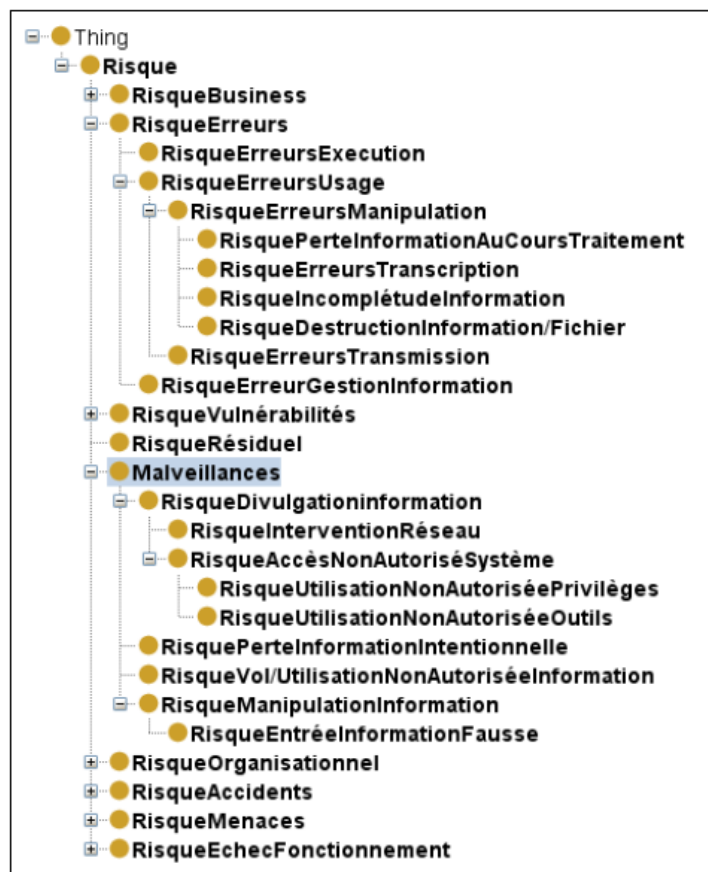 Thing
Risque
RisqueBusiness
RisqueErreurs
RisqueErreursExecution
RisqueErreursUsage
RisqueErreursManipulation
RisquePerteInformationAuCoursTraitement
RisqueErreursTranscription
RisqueIncomplétudeInformation
RisqueDestructionInformation/Fichier
RisqueErreursTransmission
RisqueErreurGestionInformation
RisqueVulnérabilités
RisqueRésiduel
Malveillances
RisqueDivulgationinformation
RisqueInterventionRéseau
RisqueAccèsNonAutoriséSystème
RisqueUtilisationNonAutoriséePrivilèges
RisqueUtilisationNonAutoriséeOutils
RisquePerteInformationIntentionnelle
RisqueVol/UtilisationNonAutoriséeInformation
RisqueManipulationInformation
RisqueEntréeInformationFausse
RisqueOrganisationnel
RisqueAccidents
RisqueMenaces
RisqueEchecFonctionnement